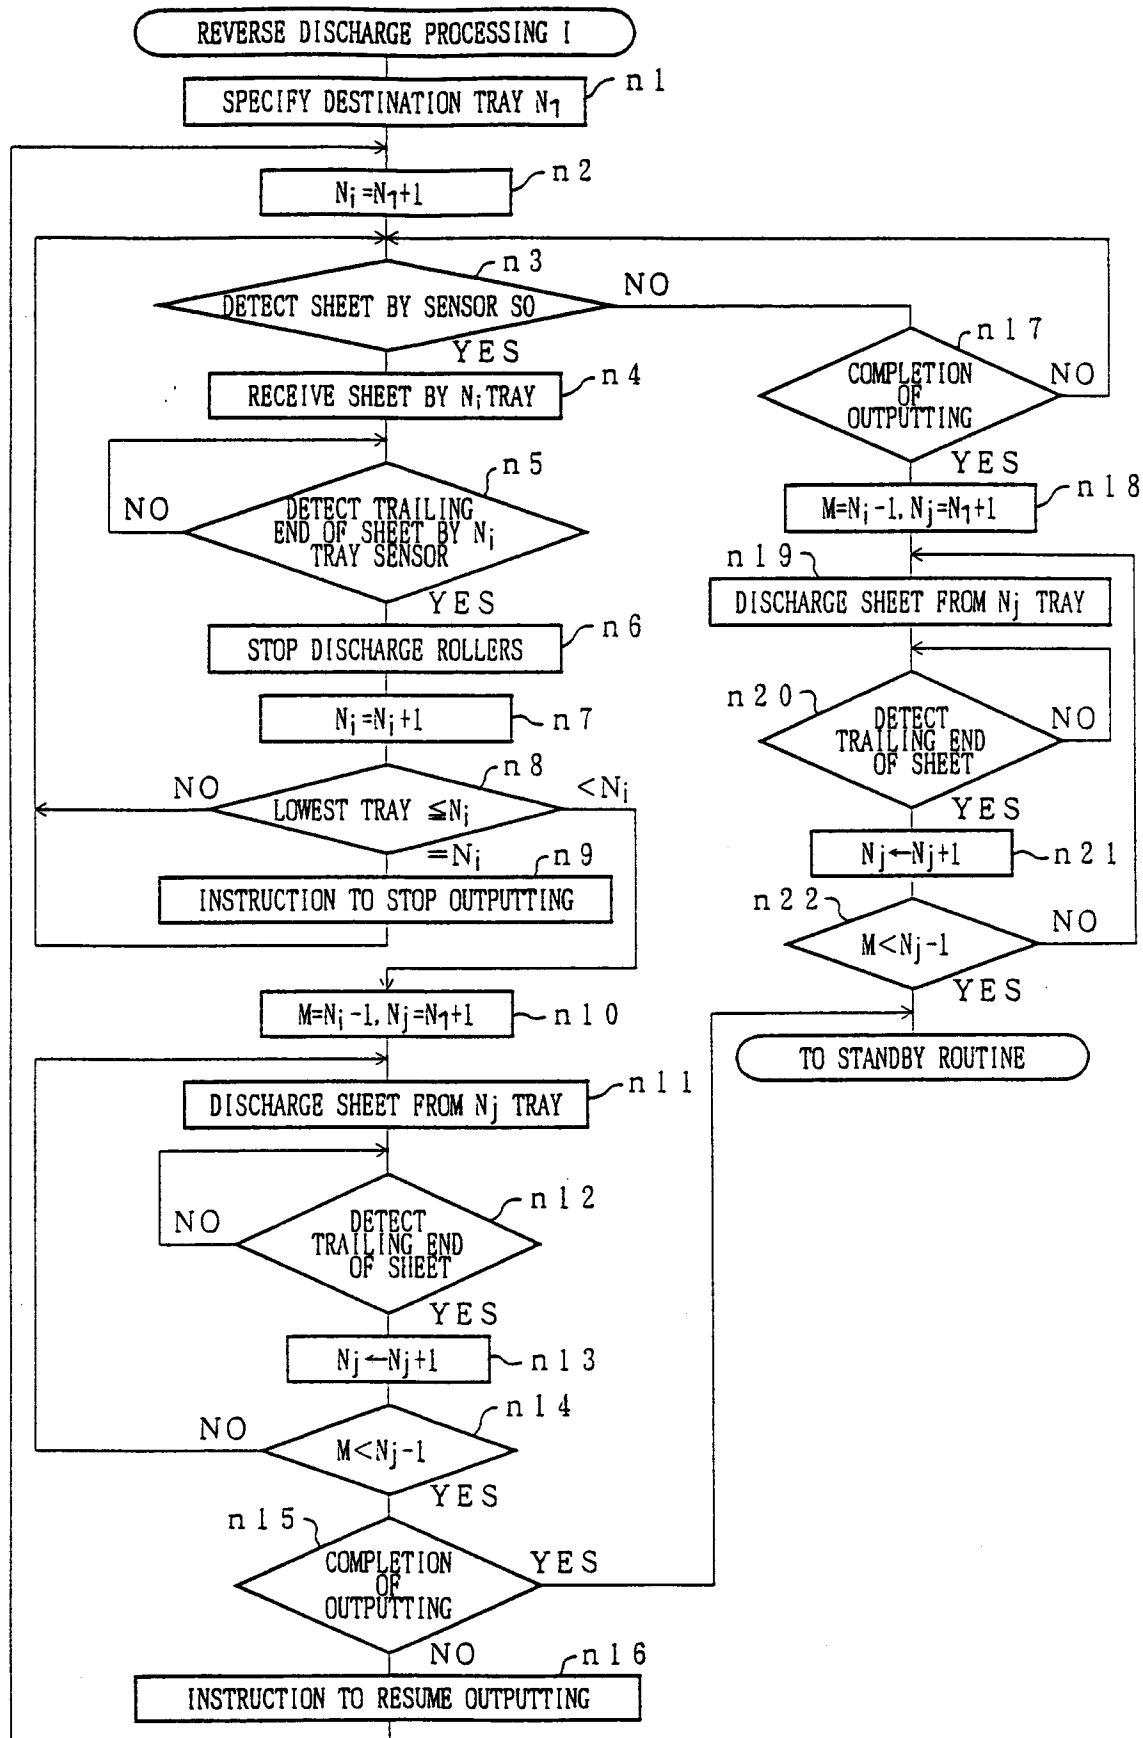 REVERSE DISCHARGE PROCESSING I
n1
SPECIFY DESTINATION TRAY N1
n2
Ni=N1+1
n3
DETECT SHEET BY SENSOR S0
NO
YES
n4
RECEIVE SHEET BY Ni TRAY
n5
NO
DETECT TRAILING
END OF SHEET BY Ni
TRAY SENSOR
YES
n6
STOP DISCHARGE ROLLERS
n7
Ni=Ni+1
n8
NO
<Ni
LOWEST TRAY ≦Ni
=Ni
n9
INSTRUCTION TO STOP OUTPUTTING
n10
M=Ni-1, Nj=N1+1
n11
DISCHARGE SHEET FROM Nj TRAY
n12
NO
DETECT
TRAILING END
OF SHEET
YES
n13
Nj←Nj+1
n14
NO
M<Nj-1
YES
n15
COMPLETION
OF
OUTPUTTING
YES
NO
n16
INSTRUCTION TO RESUME OUTPUTTING
n17
COMPLETION
OF
OUTPUTTING
NO
YES
n18
M=Ni-1, Nj=N1+1
n19
DISCHARGE SHEET FROM Nj TRAY
n20
DETECT
TRAILING END
OF SHEET
NO
YES
n21
Nj←Nj+1
n22
NO
M<Nj-1
YES
TO STANDBY ROUTINE